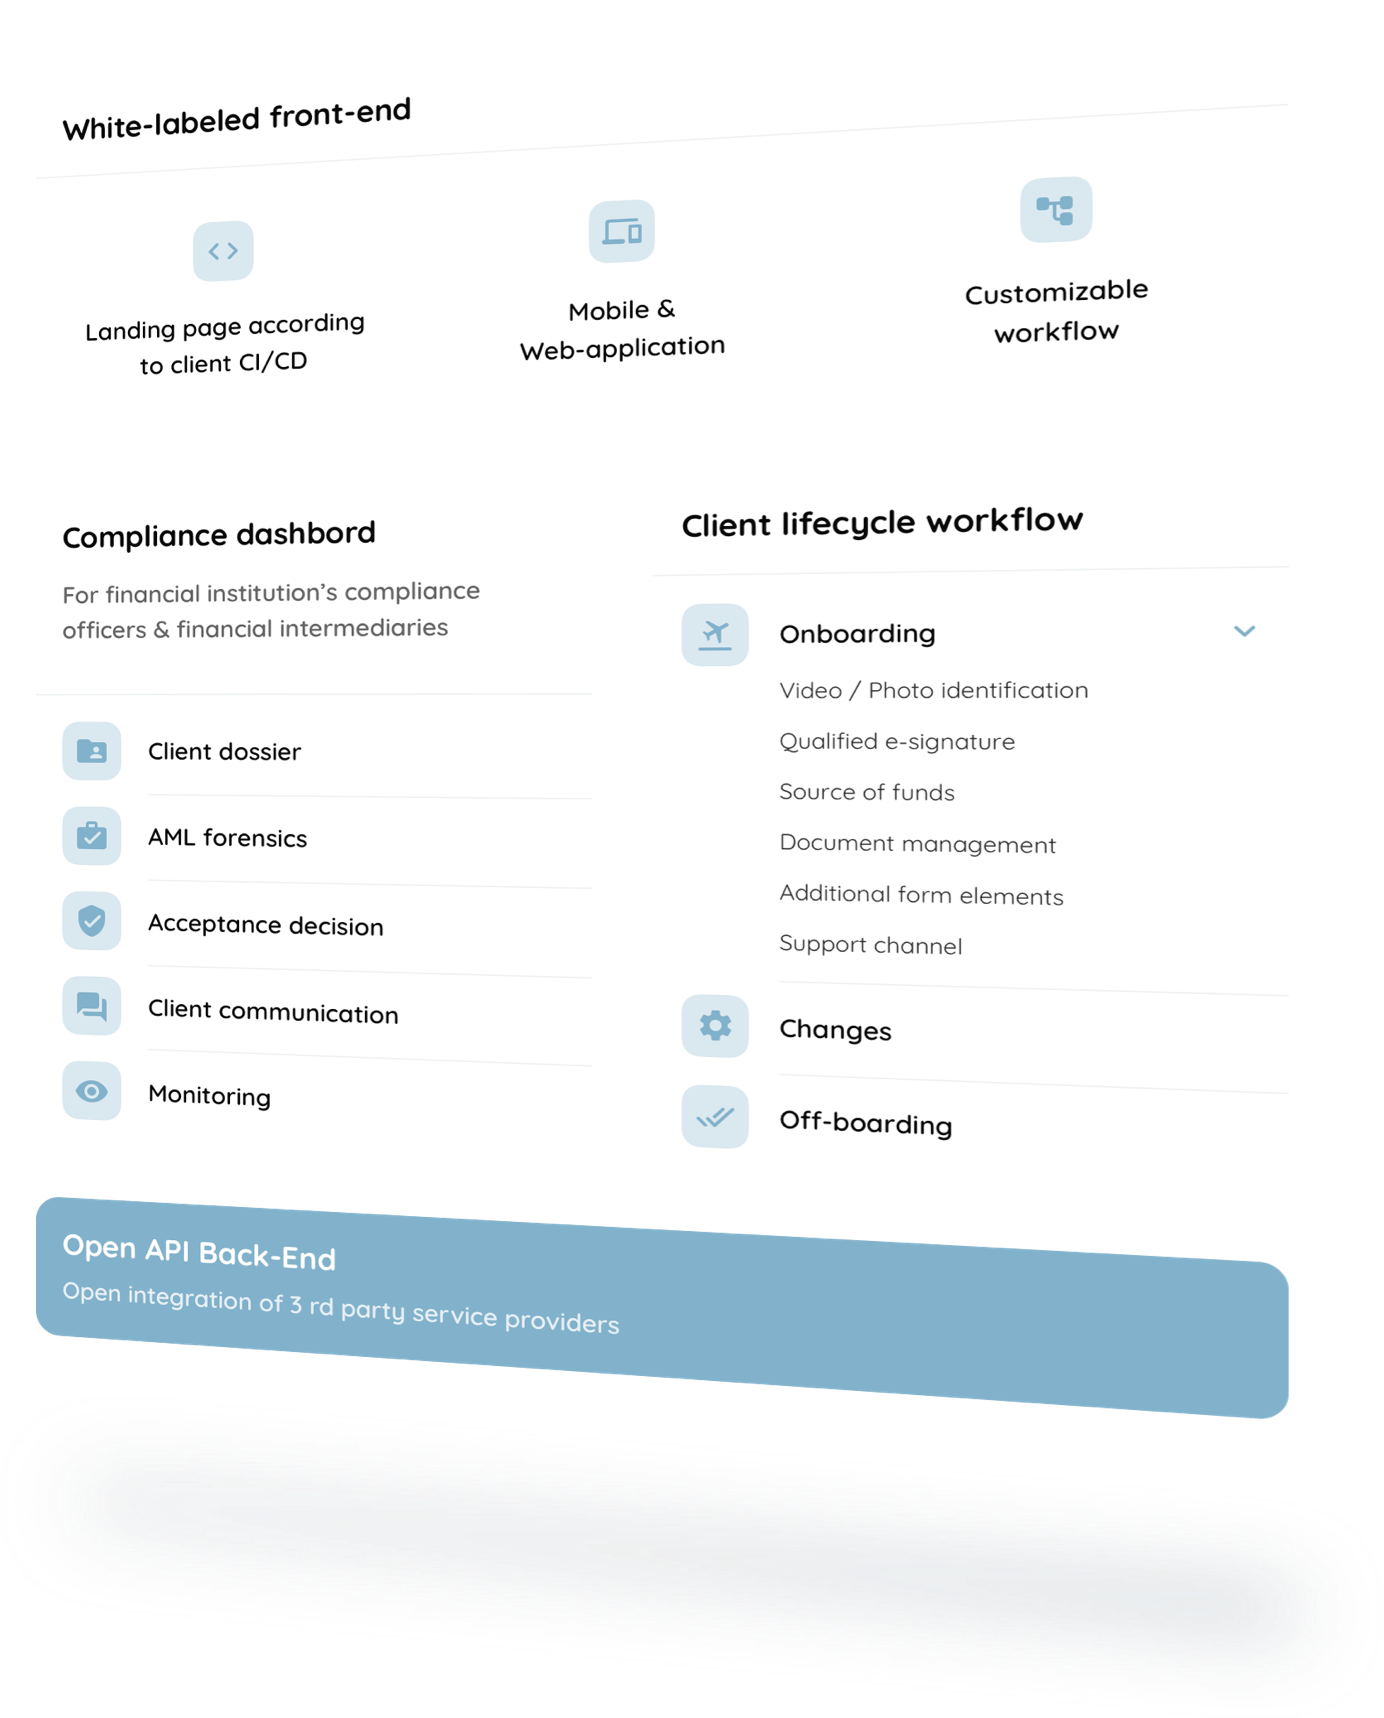 White-labeled front-end
Landing page according
to client CI/CD
Mobile &
Web-application
Customizable
workflow
Compliance dashbord
For financial institution's compliance
officers & financial intermediaries
Client dossier
AML forensics
Acceptance decision
Client communication
Monitoring
Client lifecycle workflow
Onboarding
Video / Photo identification
Qualified e-signature
Source of funds
Document management
Additional form elements
Support channel
Changes
Off-boarding
Open API Back-End
Open integration of 3 rd party service providers